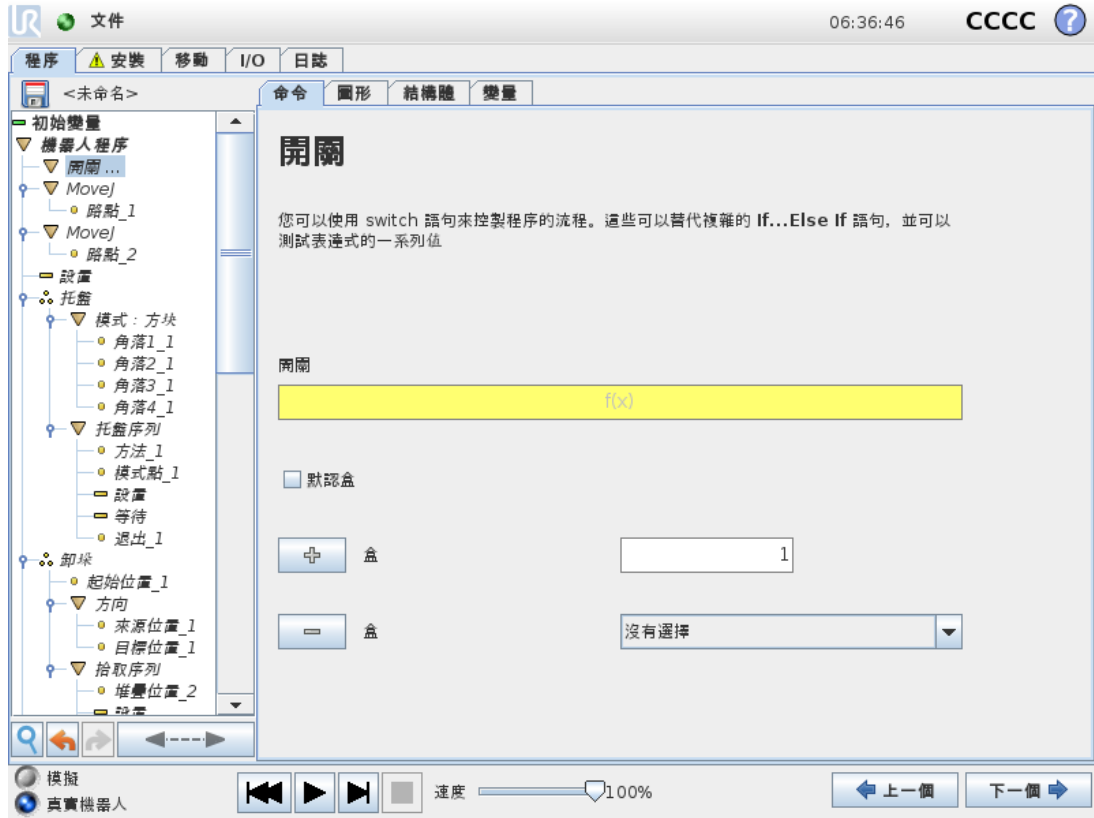 UR 文件 06:36:46 CCCC ?
程序 安裝 移動 I/O 日誌
<未命名>
命令 圖形 結構體 變量
初始變量
機器人程序
開關 ...
MoveJ
路點_1
MoveJ
路點_2
設置
托盤
模式：方块
角落1_1
角落2_1
角落3_1
角落4_1
托盤序列
方法_1
模式點_1
設置
等待
退出_1
卸垛
起始位置_1
方向
來源位置_1
目標位置_1
拾取序列
堆疊位置_2
設置
開關
您可以使用 switch 語句來控製程序的流程。這些可以替代複雜的 If...Else If 語句，並可以
測試表達式的一系列值
開關
f(x)
默認盒
盒 1
盒 沒有選擇
模擬
真實機器人
速度 100%
上一個 下一個